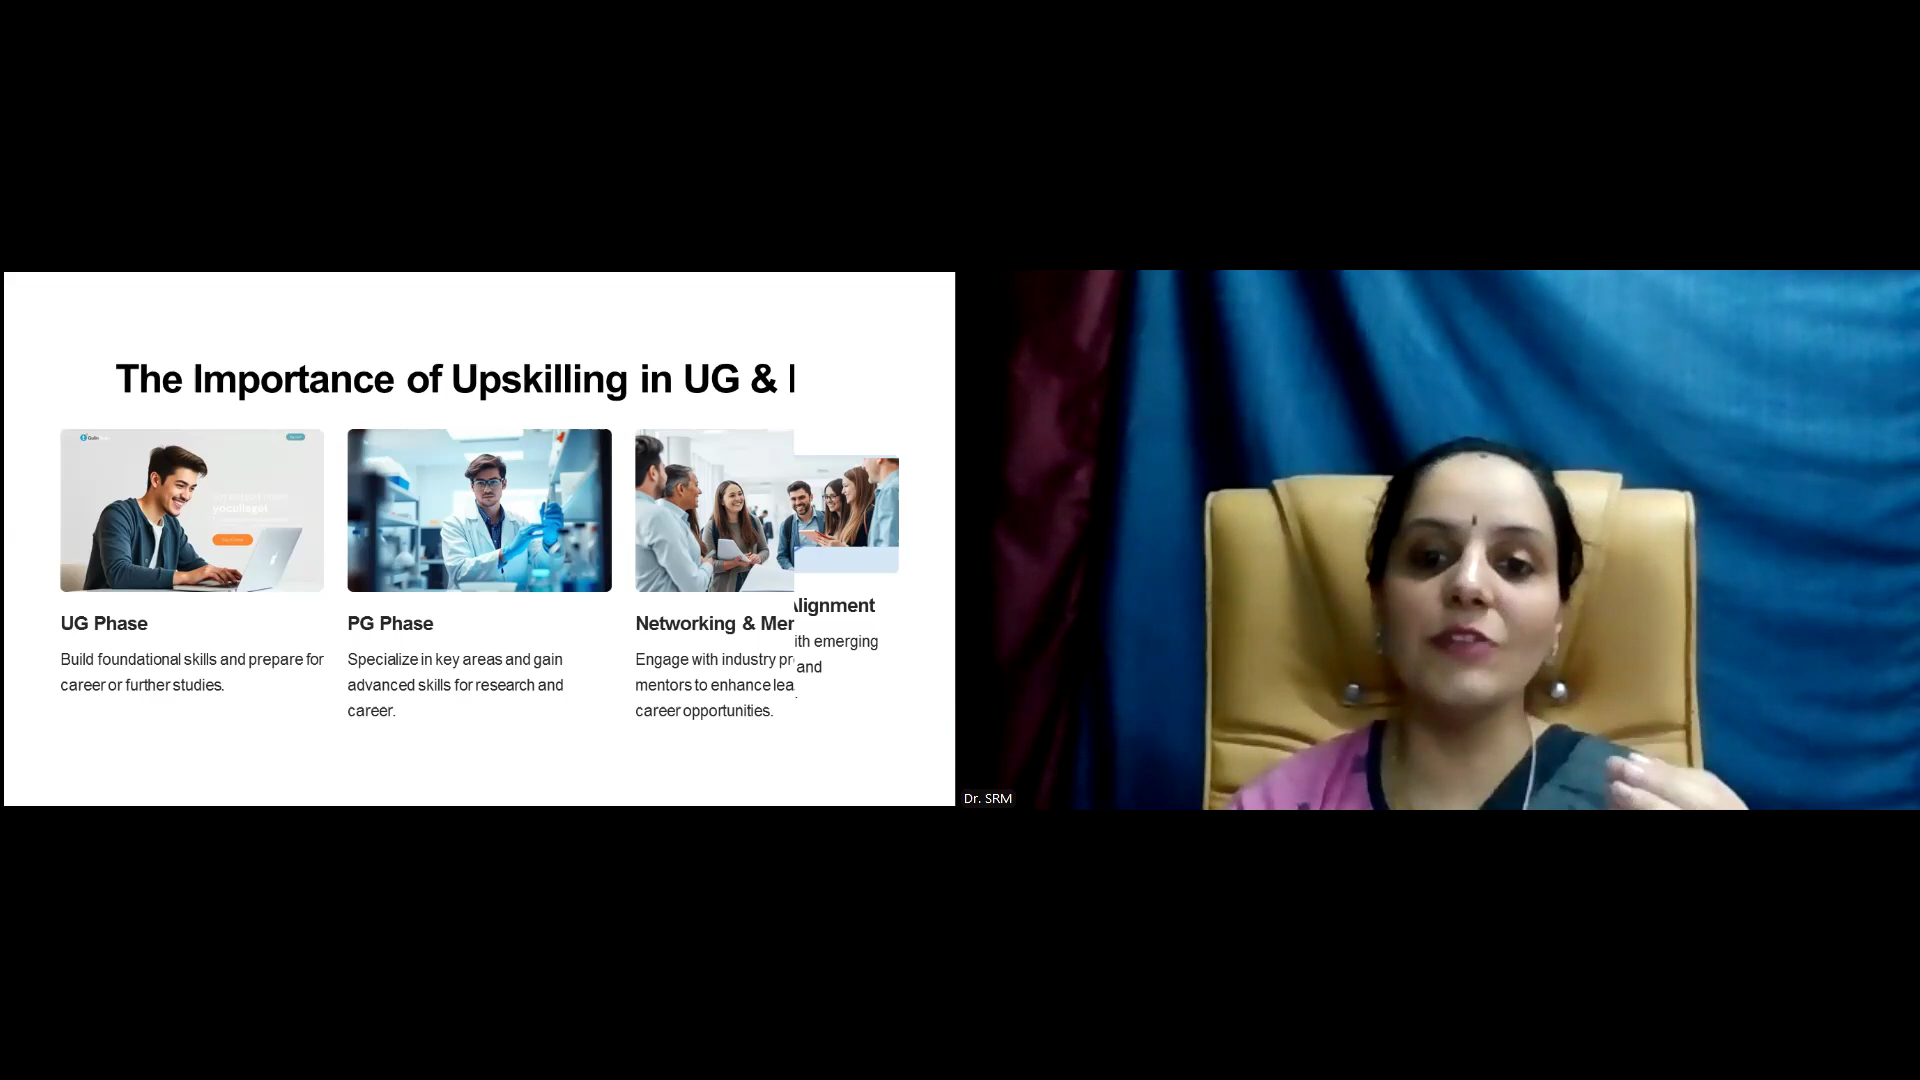 The Importance of Upskilling in UG &
UG Phase
Build foundational skills and prepare for
career or further studies.
PG Phase
Specialize in key areas and gain
advanced skills for research and
career.
Networking & Mer
Engage with industry pr
mentors to enhance lea
career opportunities.
lignment
ith emerging
and
Dr. SRM